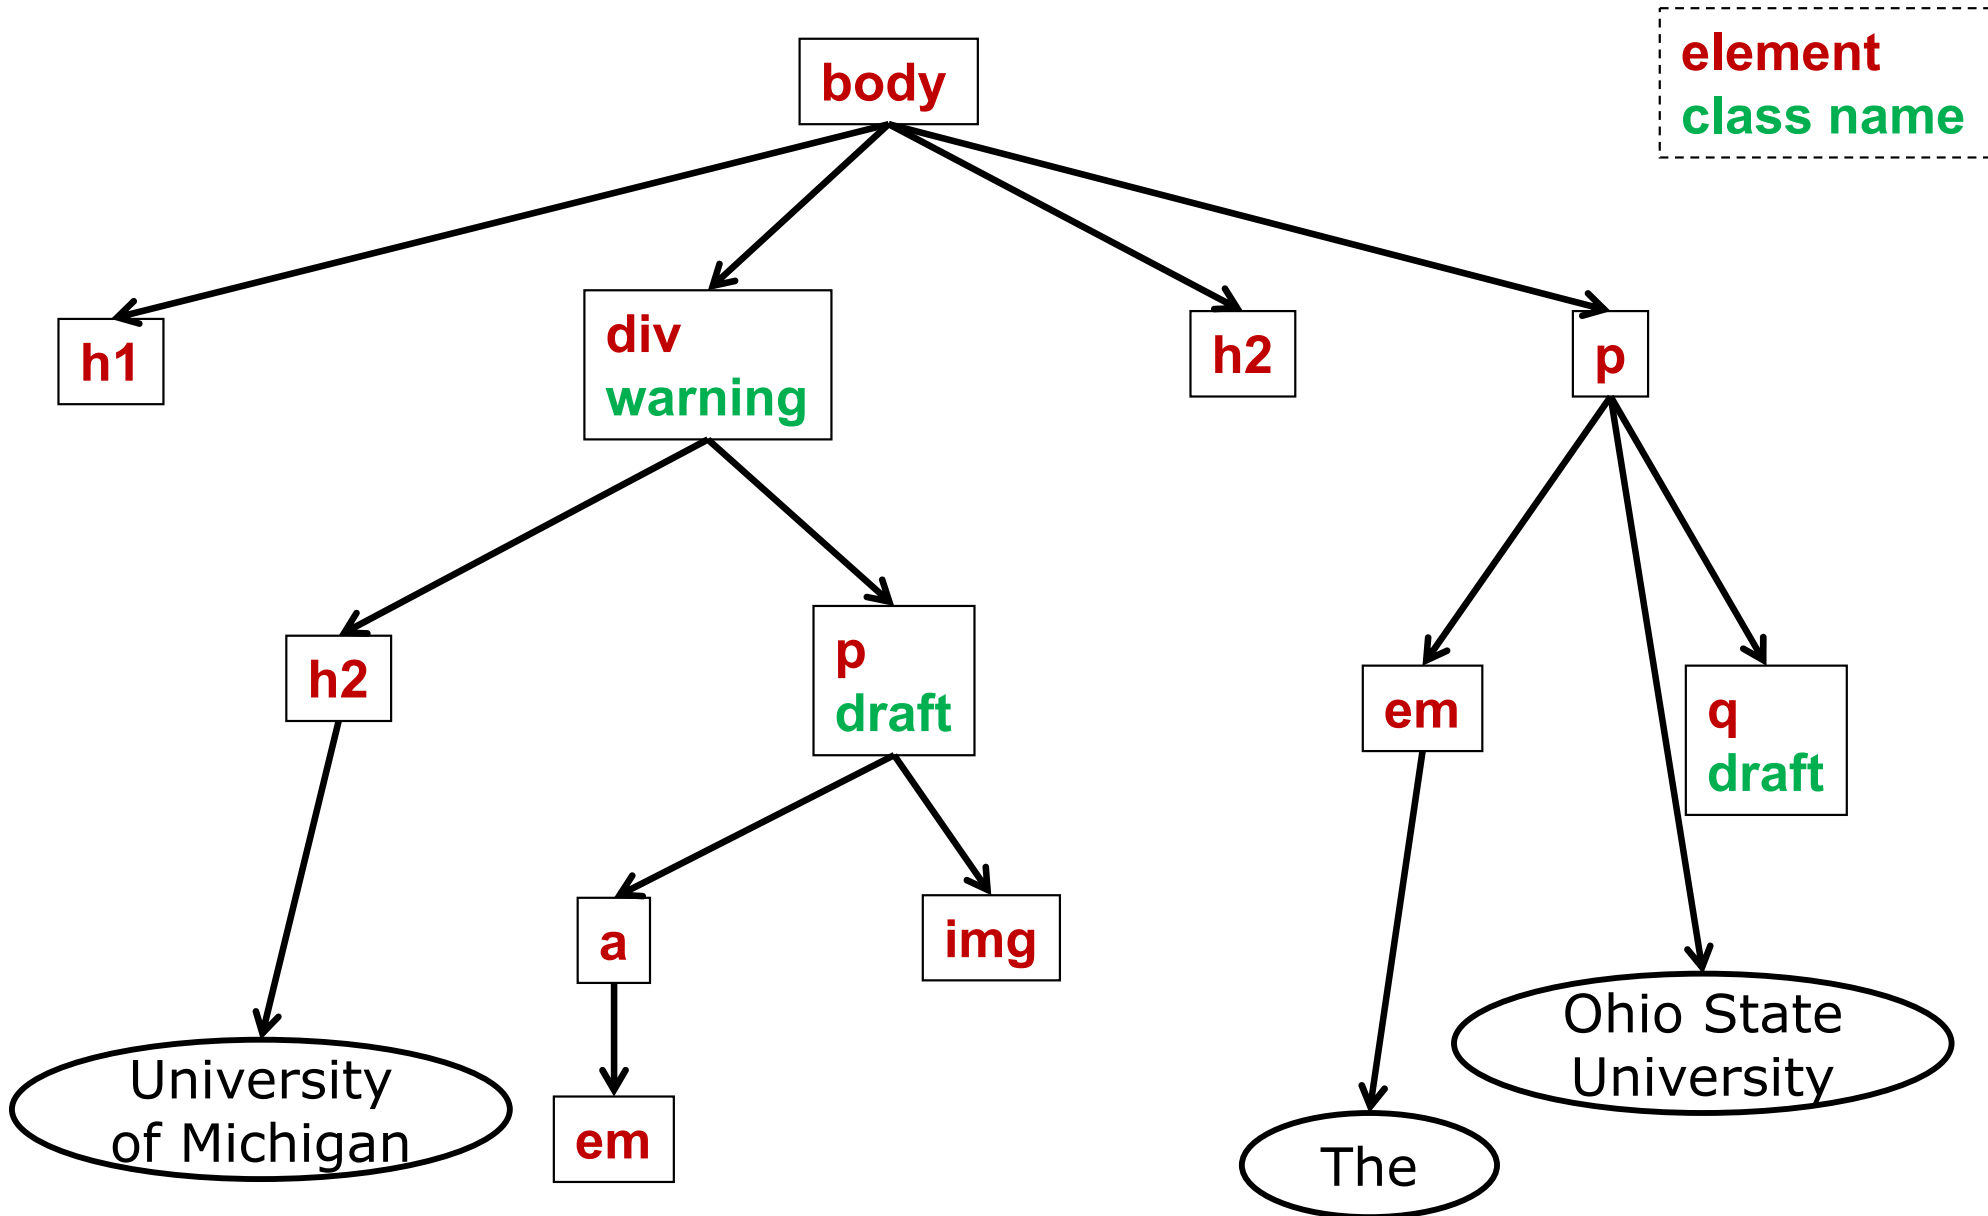 element
class name
body
h1
div
warning
h2
p
h2
p
draft
em
q
draft
a
img
University
of Michigan
em
Ohio State
University
The